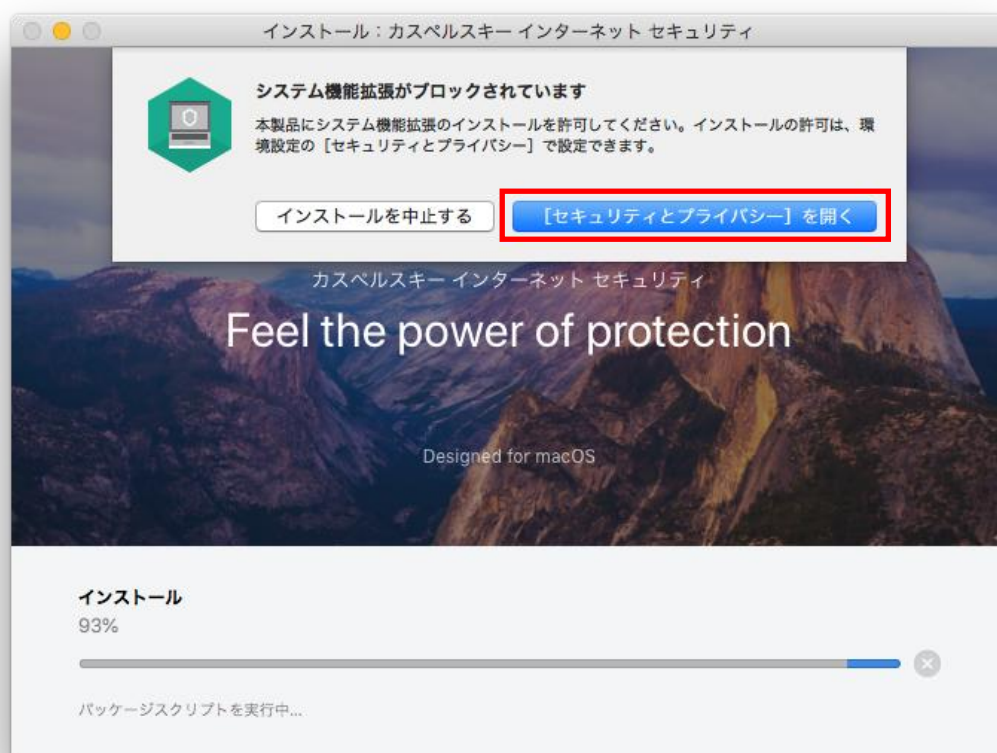 インストール：カスペルスキー インターネット セキュリティ
システム機能拡張がブロックされています
本製品にシステム機能拡張のインストールを許可してください。インストールの許可は、環
境設定の［セキュリティとプライバシー］で設定できます。
インストールを中止する
［セキュリティとプライバシー］を開く
カスペルスキー インターネット セキュリティ
Feel the power of protection
Designed for macOS
インストール
93%
パッケージスクリプトを実行中...